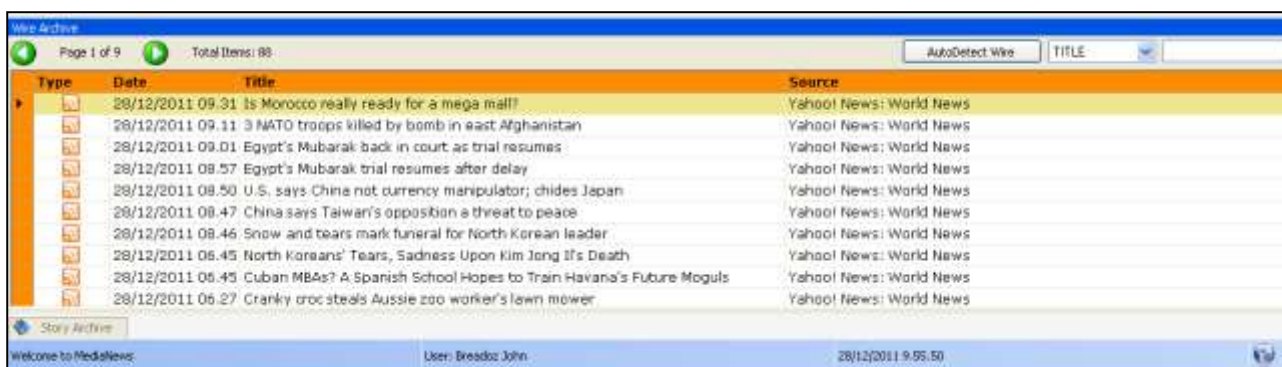 Wire Archive
Page 1 of 9 Total Items: 88 AutoDetect Wire TITLE
Type Date Title Source
28/12/2011 09.31 Is Morocco really ready for a mega mall? Yahoo! News: World News
28/12/2011 09.11 3 NATO troops killed by bomb in east Afghanistan Yahoo! News: World News
28/12/2011 09.01 Egypt's Mubarak back in court as trial resumes Yahoo! News: World News
28/12/2011 08.57 Egypt's Mubarak trial resumes after delay Yahoo! News: World News
28/12/2011 08.50 U.S. says China not currency manipulator; chides Japan Yahoo! News: World News
28/12/2011 08.47 China says Taiwan's opposition a threat to peace Yahoo! News: World News
28/12/2011 08.46 Snow and tears mark funeral for North Korean leader Yahoo! News: World News
28/12/2011 06.45 North Koreans' Tears, Sadness Upon Kim Jong Il's Death Yahoo! News: World News
28/12/2011 06.45 Cuban MBAs? A Spanish School Hopes to Train Havana's Future Moguls Yahoo! News: World News
28/12/2011 06.27 Cranky croc steals Aussie zoo worker's lawn mower Yahoo! News: World News
Story Archive
Welcome to MediaNews User: Breadoz John 28/12/2011 9.55.50